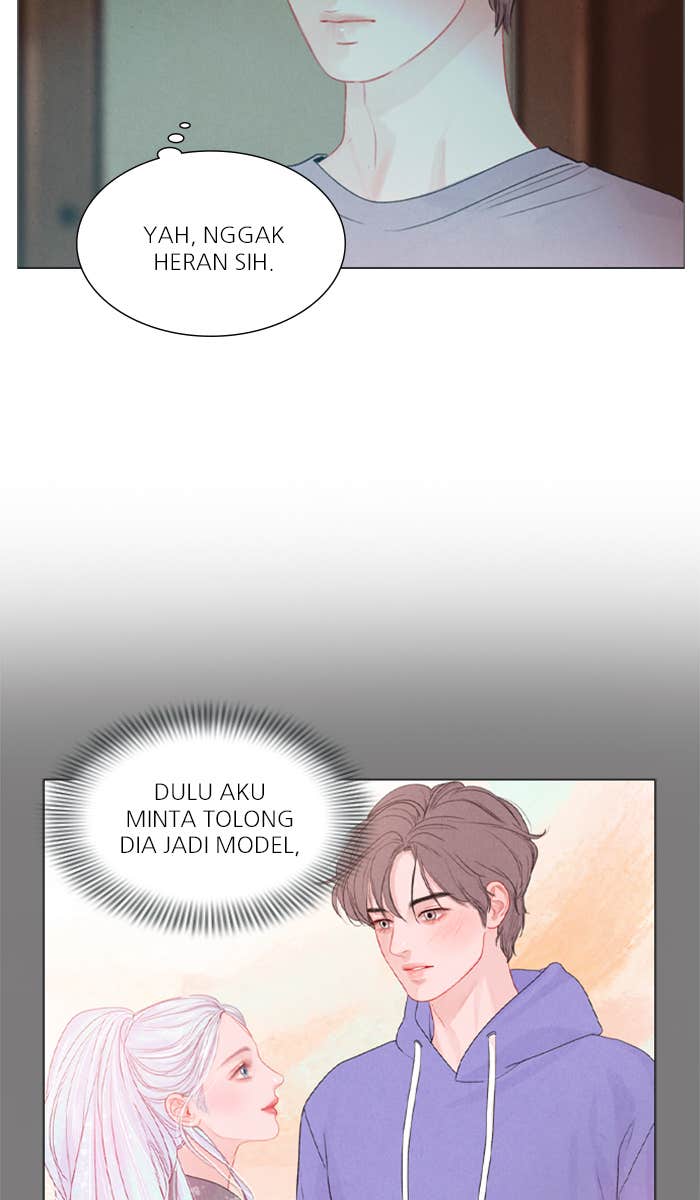 YAH, NGGAK
HERAN SIH.
DULU AKU
MINTA TOLONG
DIA JADI MODEL,